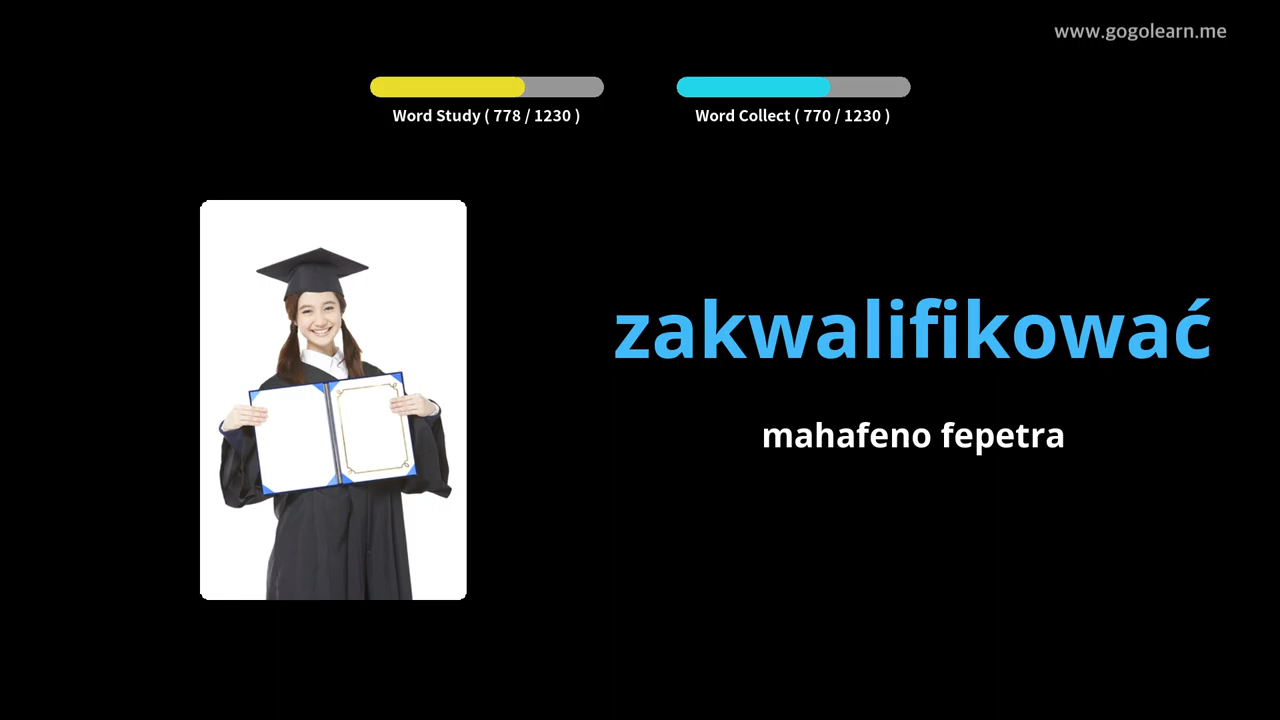 www.gogolearn.me
Word Study ( 778 / 1230 )
Word Collect ( 770 / 1230 )
zakwalifikować
mahafeno fepetra